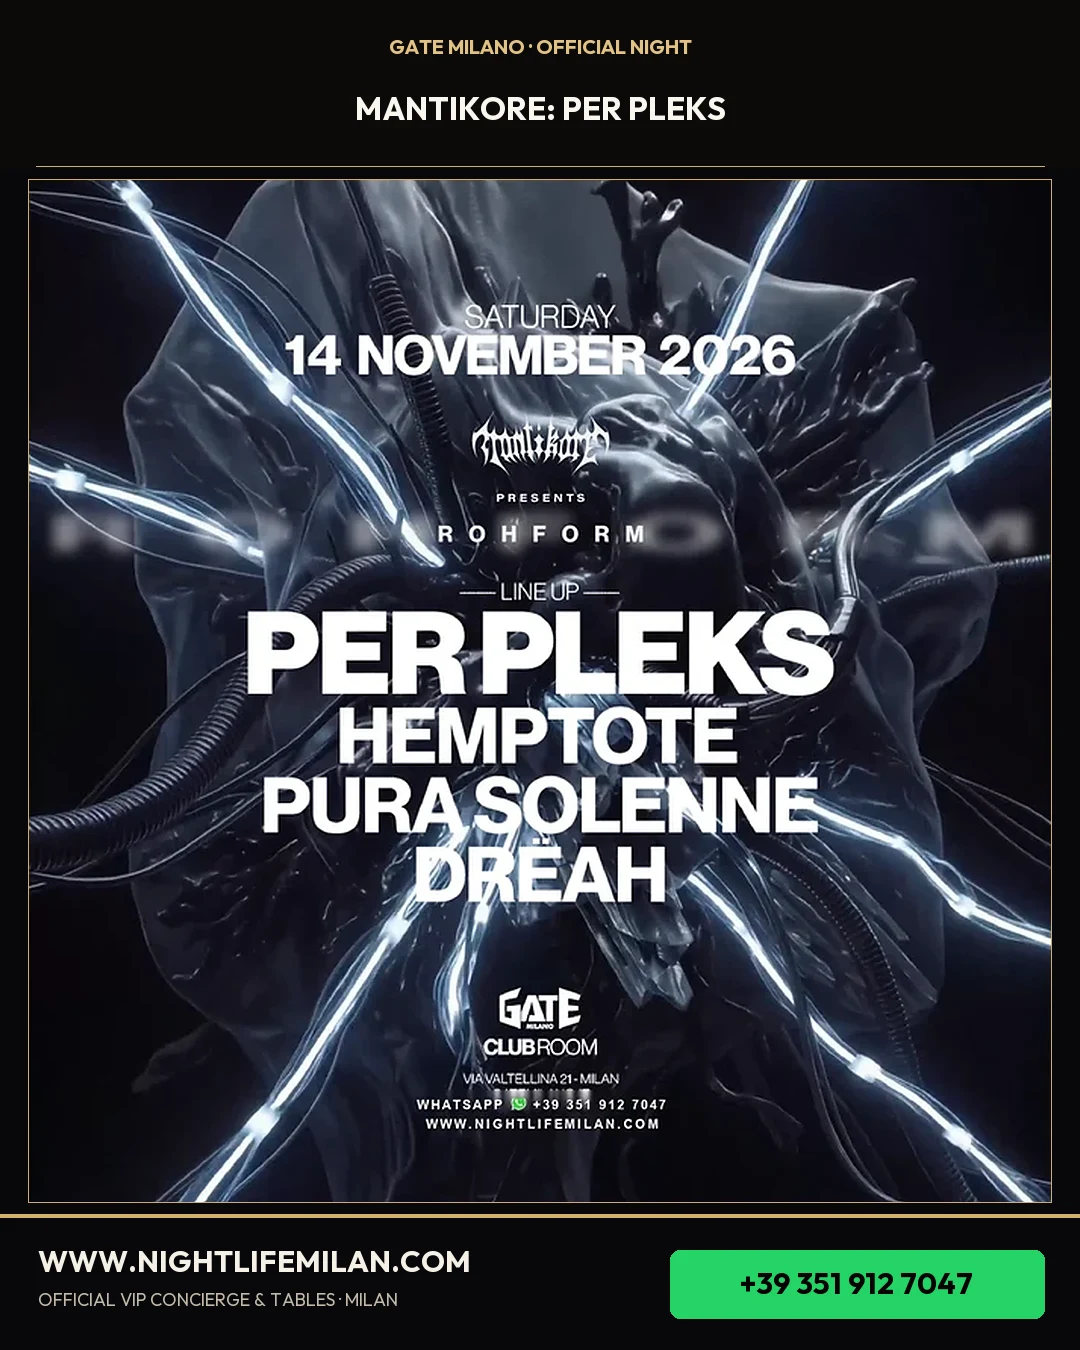 GATE MILANO · OFFICIAL NIGHT
MANTIKORE: PER PLEKS
SATURDAY
14 NOVEMBER 2026
Mantikore
PRESENTS
ROHFORM
LINE UP
PER PLEKS
HEMPTOTE
PURA SOLENNE
DRËAH
GATE
MILANO
CLUBROOM
VIA VALTELLINA 21 - MILAN
WHATSAPP +39 351 912 7047
WWW.NIGHTLIFEMILAN.COM
WWW.NIGHTLIFEMILAN.COM
OFFICIAL VIP CONCIERGE & TABLES · MILAN
+39 351 912 7047